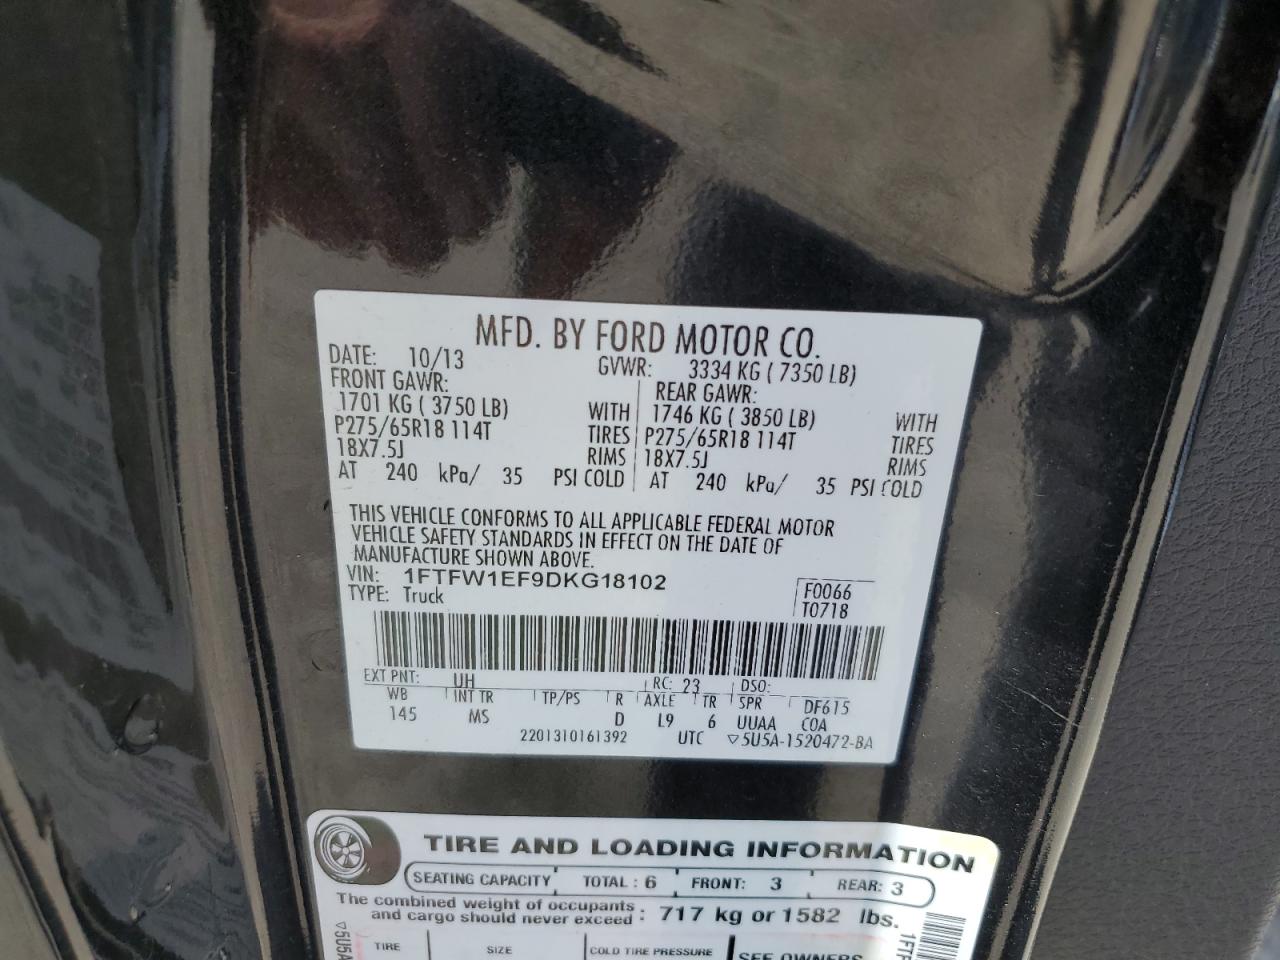 MFD. BY FORD MOTOR CO.
DATE: 10/13 GVWR: 3334 KG ( 7350 LB)
FRONT GAWR: REAR GAWR:
1701 KG ( 3750 LB) WITH 1746 KG ( 3850 LB) WITH
P275/65R18 114T TIRES P275/65R18 114T TIRES
18X7.5J RIMS 18X7.5J RIMS
AT 240 kPa/ 35 PSI COLD AT 240 kPa/ 35 PSI COLD
THIS VEHICLE CONFORMS TO ALL APPLICABLE FEDERAL MOTOR
VEHICLE SAFETY STANDARDS IN EFFECT ON THE DATE OF
MANUFACTURE SHOWN ABOVE.
VIN: 1FTFW1EF9DKG18102 F0066
TYPE: Truck T0718
EXT PNT: UH RC: 23 DSO:
WB INT TR TP/PS R AXLE TR SPR DF615
145 MS D L9 6 UUAA COA
2201310161392 UTC ▽5U5A-1520472-BA
TIRE AND LOADING INFORMATION
SEATING CAPACITY TOTAL : 6 FRONT: 3 REAR: 3
The combined weight of occupants
and cargo should never exceed : 717 kg or 1582 lbs.
TIRE SIZE COLD TIRE PRESSURE SEE OWNERS
▽5U5A
1FTF